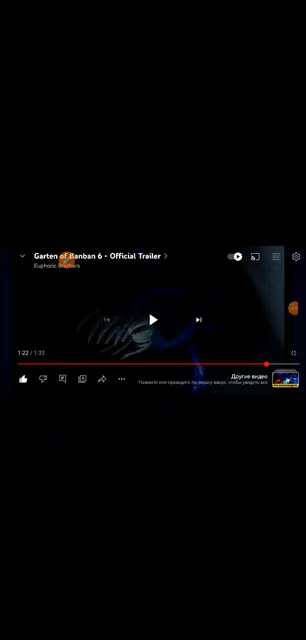 Garten of Banban 6 - Official Trailer
Euphoric Brothers
1:22 / 1:33
Другие видео
Нажмите или проведите по экрану вверх, чтобы увидеть все